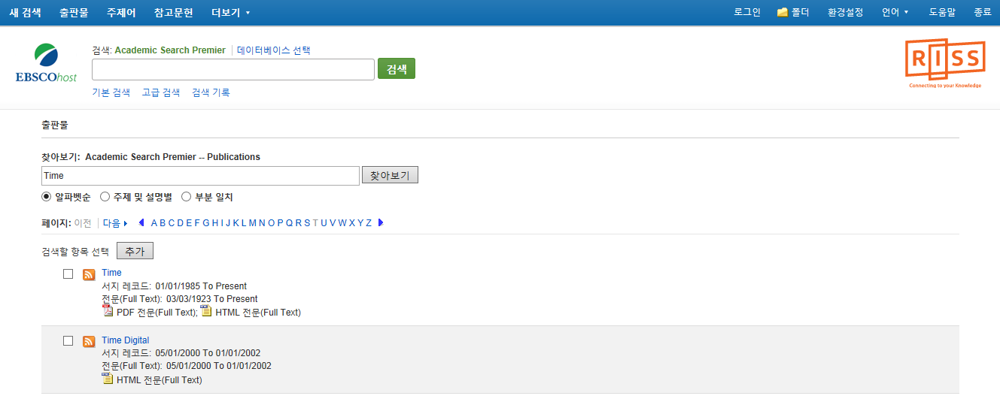 새 검색 출판물 주제어 참고문헌 더보기 로그인 폴더 환경설정 언어 도움말 종료
검색: Academic Search Premier 데이터베이스 선택
EBSCOhost
검색
기본 검색 고급 검색 검색 기록
RISS
Connecting to your Knowledge
출판물
찾아보기: Academic Search Premier -- Publications
Time 찾아보기
알파벳순 주제 및 설명별 부분 일치
페이지: 이전 다음 A B C D E F G H I J K L M N O P Q R S T U V W X Y Z
검색할 항목 선택 추가
Time
서지 레코드: 01/01/1985 To Present
전문(Full Text): 03/03/1923 To Present
PDF 전문(Full Text); HTML 전문(Full Text)
Time Digital
서지 레코드: 05/01/2000 To 01/01/2002
전문(Full Text): 05/01/2000 To 01/01/2002
HTML 전문(Full Text)